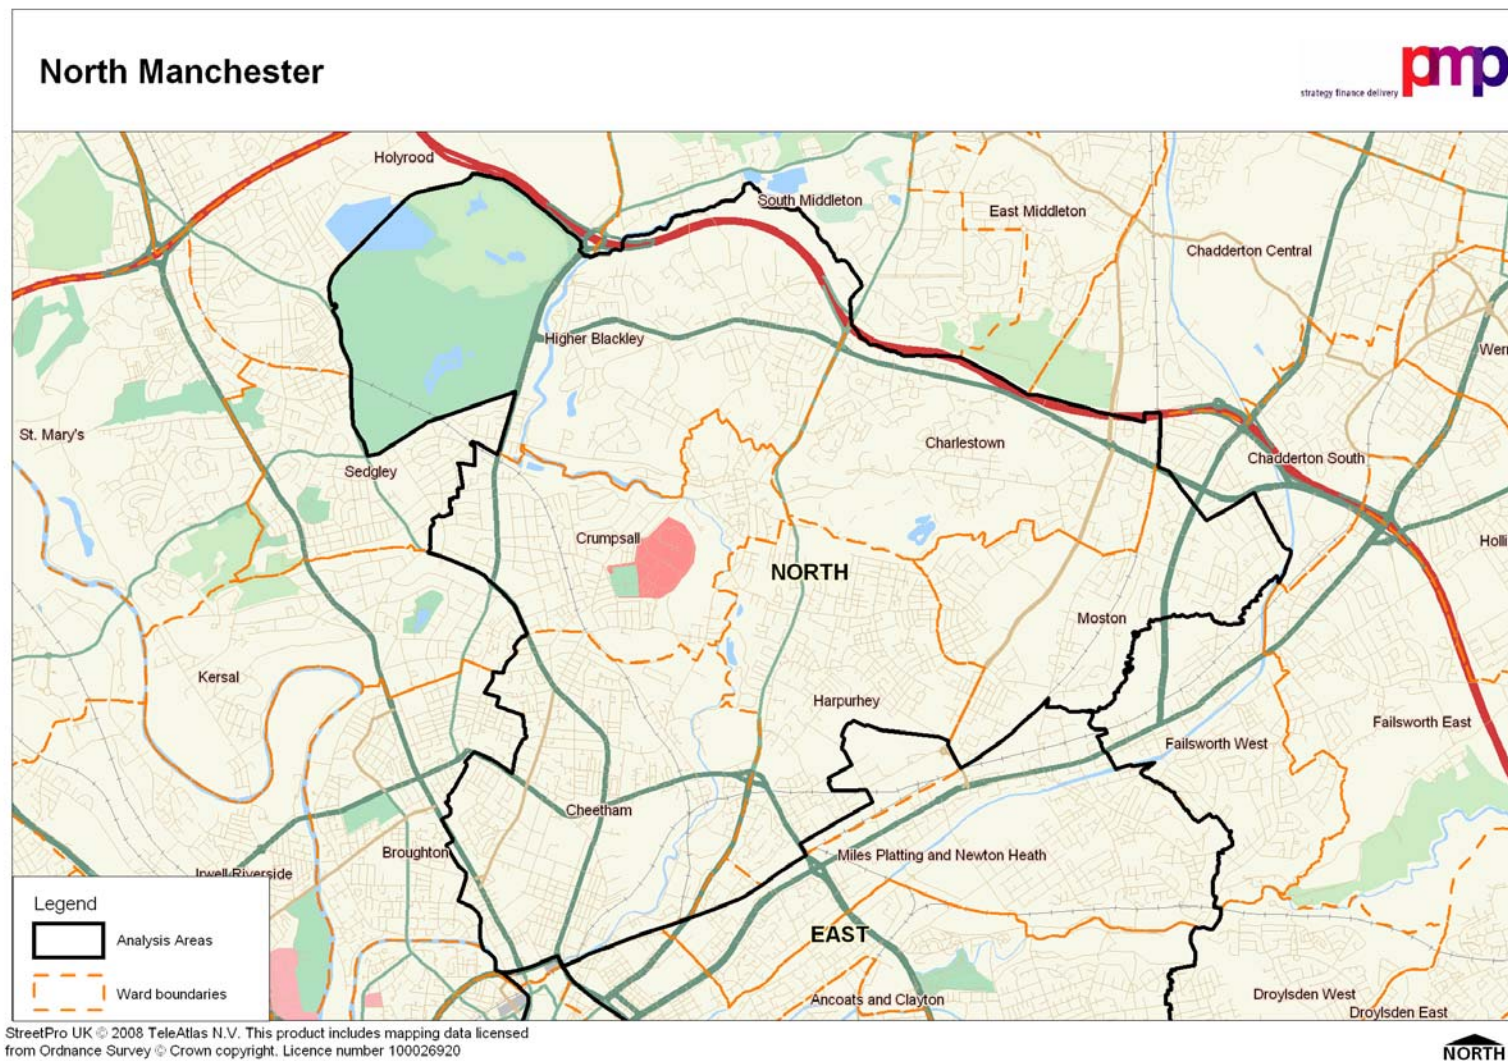 North Manchester
pmp
strategy finance delivery
Holyrood
South Middleton
East Middleton
Chadderton Central
Higher Blackley
Wern
St. Mary's
Charlestown
Sedgley
Chadderton South
Crumpsall
Holli
NORTH
Moston
Kersal
Harpurhey
Failsworth East
Failsworth West
Cheetham
Broughton
Miles Platting and Newton Heath
Irwell Riverside
Legend
Analysis Areas
EAST
Ward boundaries
Ancoats and Clayton
Droylsden West
Droylsden East
StreetPro UK © 2008 TeleAtlas N.V. This product includes mapping data licensed
from Ordnance Survey © Crown copyright. Licence number 100026920
NORTH